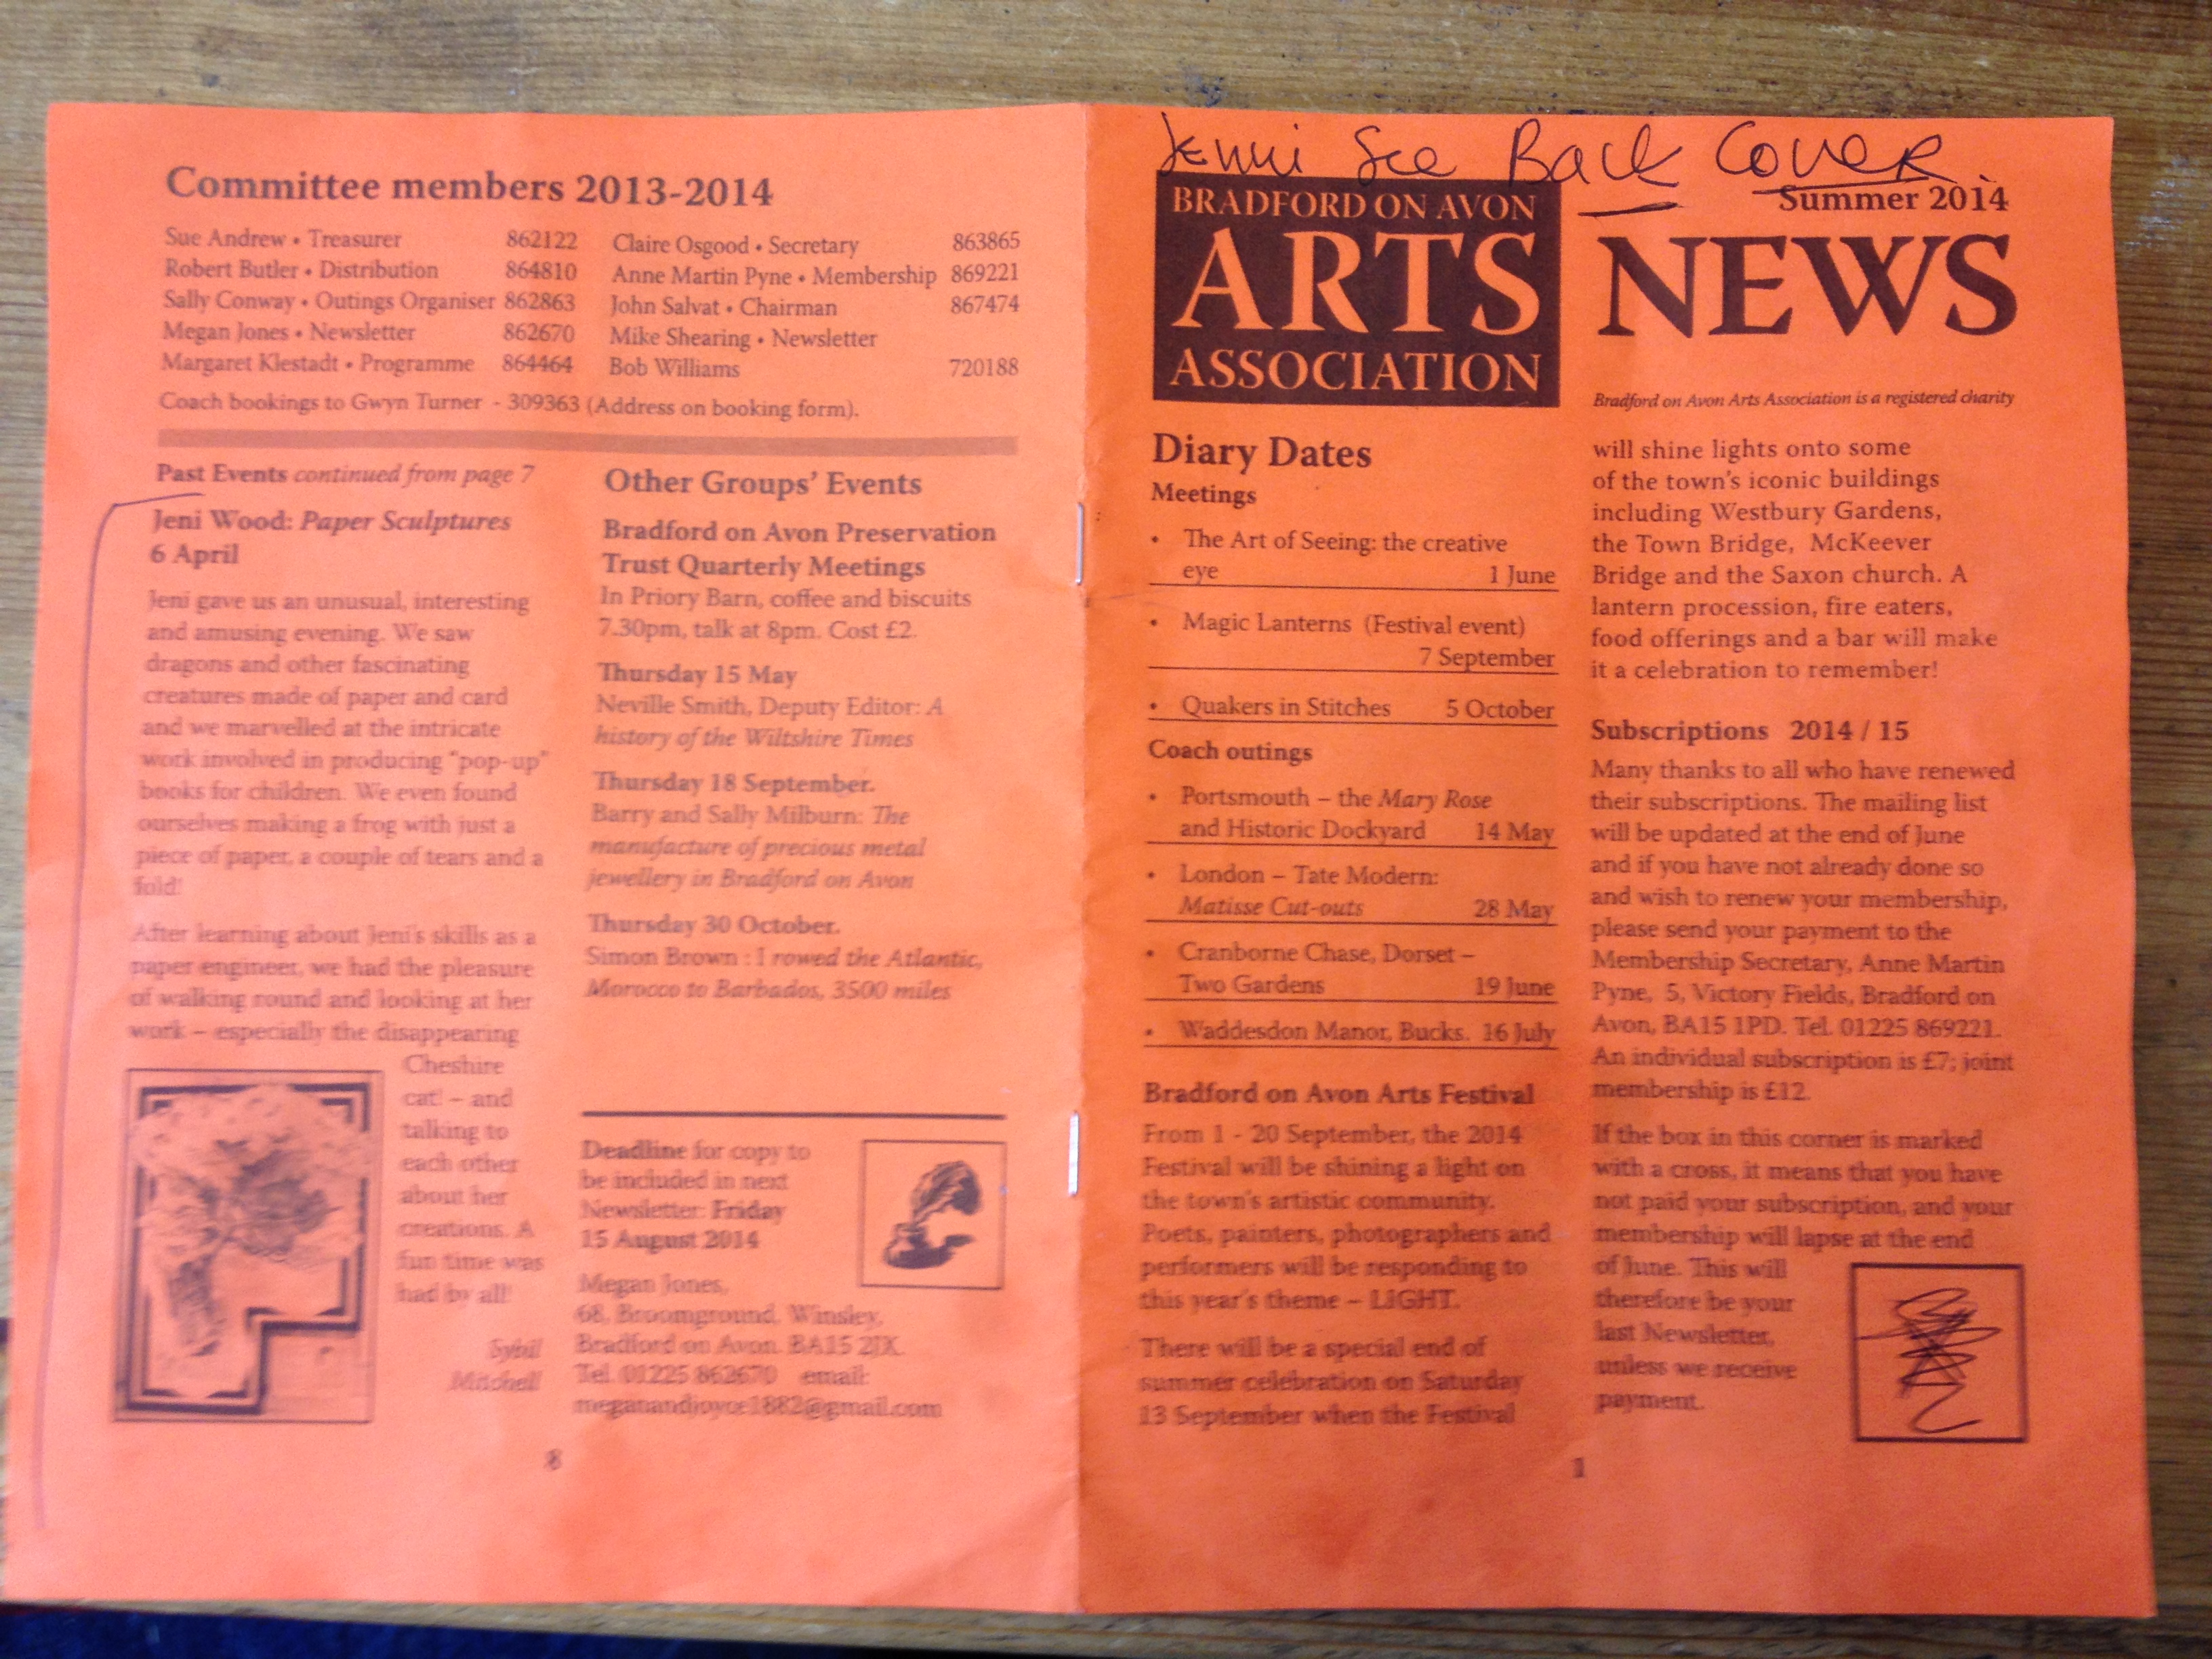 Committee members 2013-2014
Sue Andrew • Treasurer 862122
Robert Butler • Distribution 864810
Sally Conway • Outings Organiser 862863
Megan Jones • Newsletter 862670
Margaret Klestadt • Programme 864464
Claire Osgood • Secretary 863865
Anne Martin Pyne • Membership 869221
John Salvat • Chairman 867474
Mike Shearing • Newsletter
Bob Williams 720188
Coach bookings to Gwyn Turner - 309363 (Address on booking form).
Past Events continued from page 7
Jeni Wood: Paper Sculptures
6 April
Jeni gave us an unusual, interesting
and amusing evening. We saw
dragons and other fascinating
creatures made of paper and card
and we marvelled at the intricate
work involved in producing "pop-up"
books for children. We even found
ourselves making a frog with just a
piece of paper, a couple of tears and a
fold!
After learning about Jeni's skills as a
paper engineer, we had the pleasure
of walking round and looking at her
work – especially the disappearing
Cheshire
cat! – and
talking to
each other
about her
creations. A
fun time was
had by all!
Sybil
Mitchell
Other Groups' Events
Bradford on Avon Preservation
Trust Quarterly Meetings
In Priory Barn, coffee and biscuits
7.30pm, talk at 8pm. Cost £2.
Thursday 15 May
Neville Smith, Deputy Editor: A
history of the Wiltshire Times
Thursday 18 September.
Barry and Sally Milburn: The
manufacture of precious metal
jewellery in Bradford on Avon
Thursday 30 October.
Simon Brown : I rowed the Atlantic,
Morocco to Barbados, 3500 miles
Deadline for copy to
be included in next
Newsletter: Friday
15 August 2014
Megan Jones,
68, Broomground, Winsley,
Bradford on Avon. BA15 2JX.
Tel. 01225 862670 email:
meganandjoyce1882@gmail.com
8
Jenni See Back Cover.
BRADFORD ON AVON
ARTS
ASSOCIATION
Summer 2014
NEWS
Bradford on Avon Arts Association is a registered charity
Diary Dates
Meetings
• The Art of Seeing: the creative
eye 1 June
• Magic Lanterns (Festival event)
7 September
• Quakers in Stitches 5 October
Coach outings
• Portsmouth – the Mary Rose
and Historic Dockyard 14 May
• London – Tate Modern:
Matisse Cut-outs 28 May
• Cranborne Chase, Dorset –
Two Gardens 19 June
• Waddesdon Manor, Bucks. 16 July
Bradford on Avon Arts Festival
From 1 - 20 September, the 2014
Festival will be shining a light on
the town's artistic community.
Poets, painters, photographers and
performers will be responding to
this year's theme – LIGHT.
There will be a special end of
summer celebration on Saturday
13 September when the Festival
will shine lights onto some
of the town's iconic buildings
including Westbury Gardens,
the Town Bridge, McKeever
Bridge and the Saxon church. A
lantern procession, fire eaters,
food offerings and a bar will make
it a celebration to remember!
Subscriptions 2014 / 15
Many thanks to all who have renewed
their subscriptions. The mailing list
will be updated at the end of June
and if you have not already done so
and wish to renew your membership,
please send your payment to the
Membership Secretary, Anne Martin
Pyne, 5, Victory Fields, Bradford on
Avon, BA15 1PD. Tel. 01225 869221.
An individual subscription is £7; joint
membership is £12.
If the box in this corner is marked
with a cross, it means that you have
not paid your subscription, and your
membership will lapse at the end
of June. This will
therefore be your
last Newsletter,
unless we receive
payment.
1